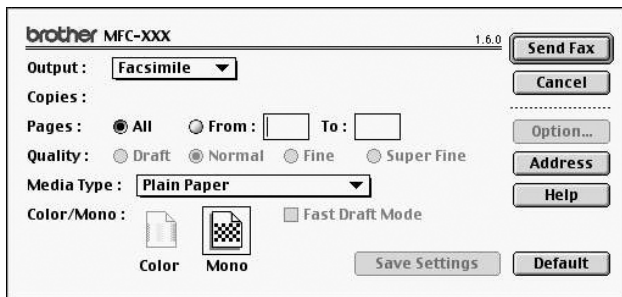 brother MFC-XXX
1.6.0
Send Fax
Output :
Facsimile
Cancel
Copies :
Pages :
All
From :
To :
Option...
Quality :
Draft
Normal
Fine
Super Fine
Address
Media Type :
Plain Paper
Help
Color/Mono :
Fast Draft Mode
Color
Mono
Save Settings
Default